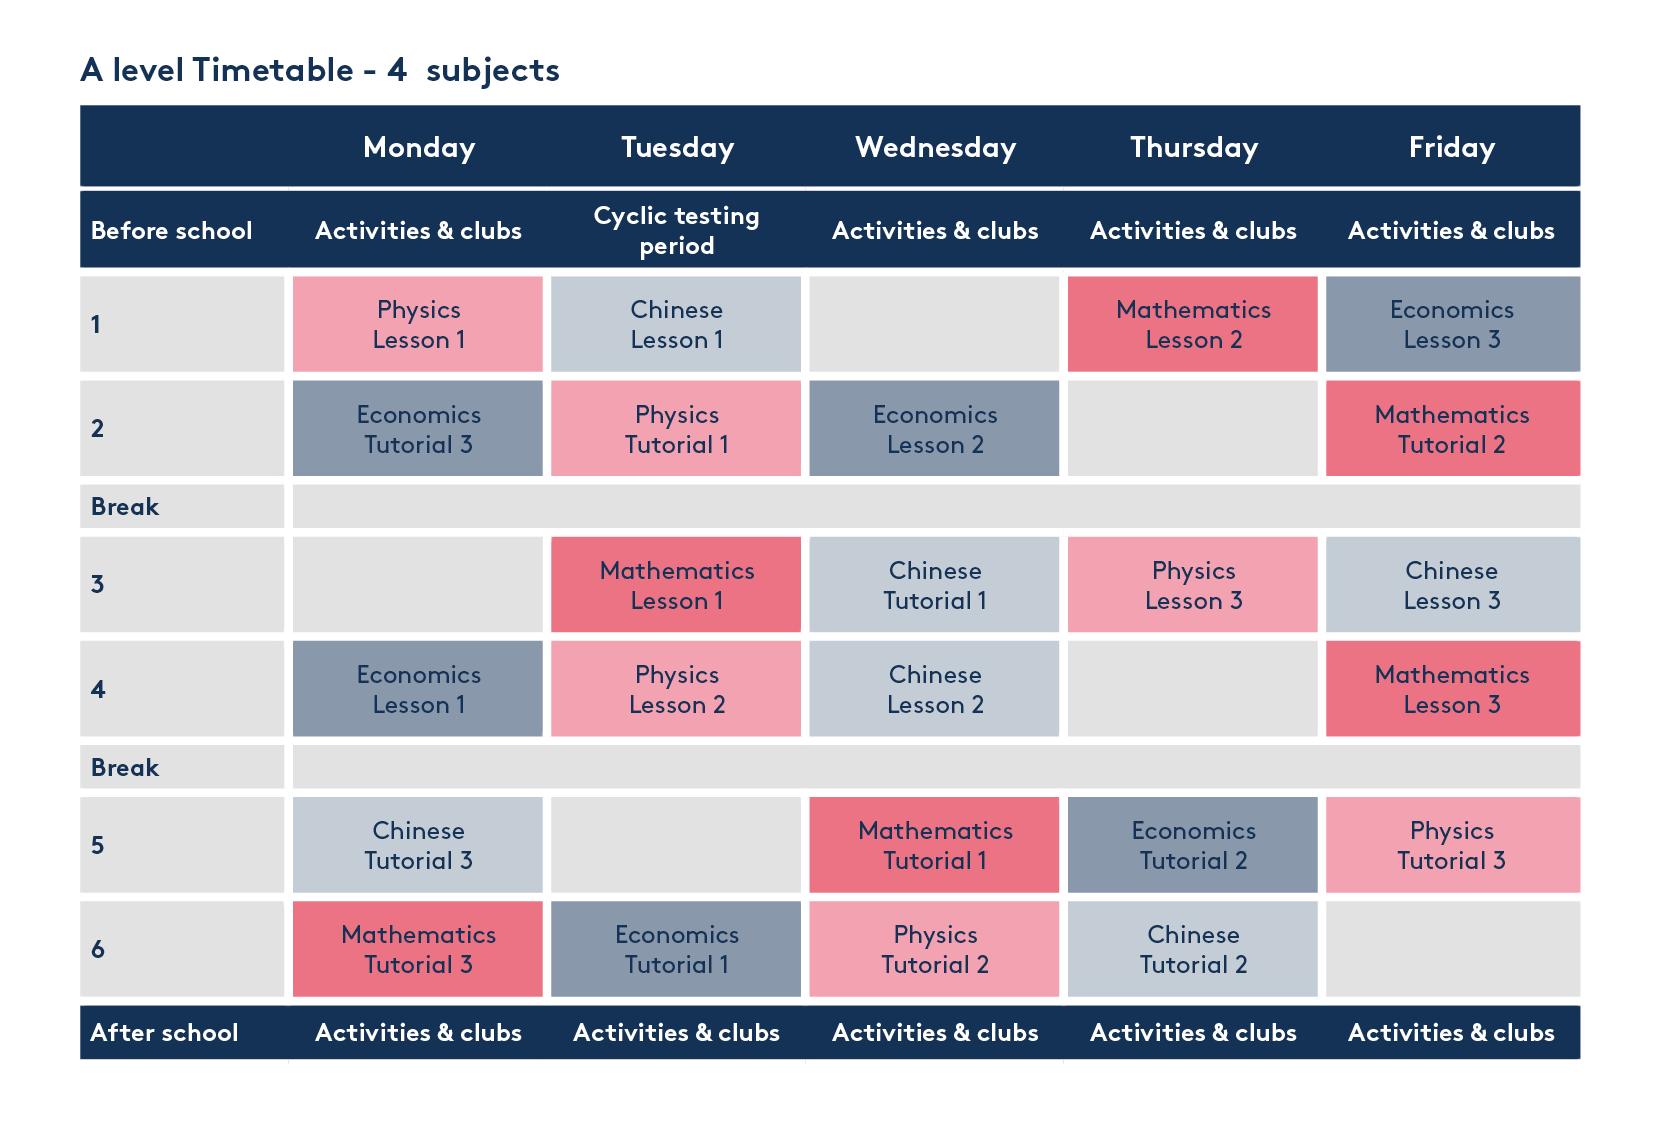 A level Timetable - 4  subjects
Monday Tuesday Wednesday Thursday Friday
Before school Activities & clubs Cyclic testing period Activities & clubs Activities & clubs Activities & clubs
1 Physics Lesson 1 Chinese Lesson 1 Mathematics Lesson 2 Economics Lesson 3
2 Economics Tutorial 3 Physics Tutorial 1 Economics Lesson 2 Mathematics Tutorial 2
Break
3 Mathematics Lesson 1 Chinese Tutorial 1 Physics Lesson 3 Chinese Lesson 3
4 Economics Lesson 1 Physics Lesson 2 Chinese Lesson 2 Mathematics Lesson 3
Break
5 Chinese Tutorial 3 Mathematics Tutorial 1 Economics Tutorial 2 Physics Tutorial 3
6 Mathematics Tutorial 3 Economics Tutorial 1 Physics Tutorial 2 Chinese Tutorial 2
After school Activities & clubs Activities & clubs Activities & clubs Activities & clubs Activities & clubs